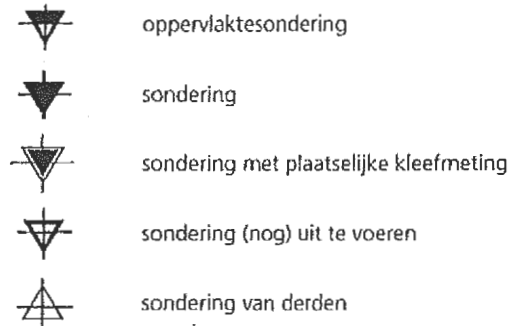 oppervlaktesondering
sondering
sondering met plaatselijke kleefmeting
sondering (nog) uit te voeren
sondering van derden